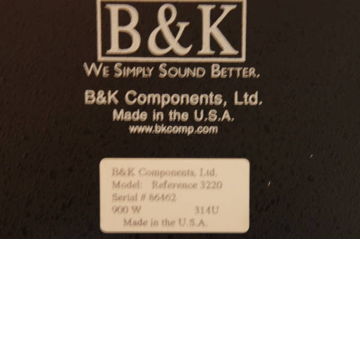 B&K
WE SIMPLY SOUND BETTER.
B&K Components, Ltd.
Made in the U.S.A.
www.bkcomp.com
B&K Components, Ltd.
Model: Reference 3220
Serial # 86462
900 W 314U
Made in the U.S.A.